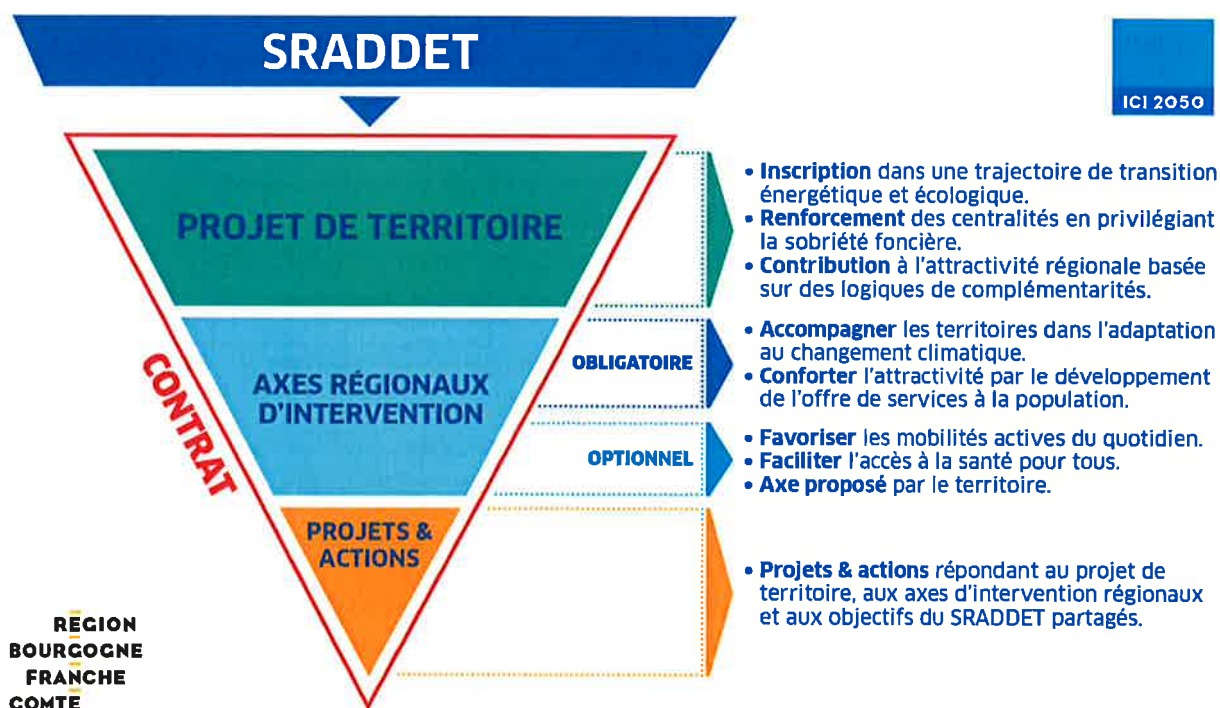 SRADDET
ICI 2050
PROJET DE TERRITOIRE
• Inscription dans une trajectoire de transition
énergétique et écologique.
• Renforcement des centralités en privilégiant
la sobriété foncière.
• Contribution à l'attractivité régionale basée
sur des logiques de complémentarités.
CONTRAT
AXES RÉGIONAUX
D'INTERVENTION
OBLIGATOIRE
• Accompagner les territoires dans l'adaptation
au changement climatique.
• Conforter l'attractivité par le développement
de l'offre de services à la population.
OPTIONNEL
• Favoriser les mobilités actives du quotidien.
• Faciliter l'accès à la santé pour tous.
• Axe proposé par le territoire.
PROJETS &
ACTIONS
• Projets & actions répondant au projet de
territoire, aux axes d'intervention régionaux
et aux objectifs du SRADDET partagés.
RÉGION
BOURGOGNE
FRANCHE
COMTE